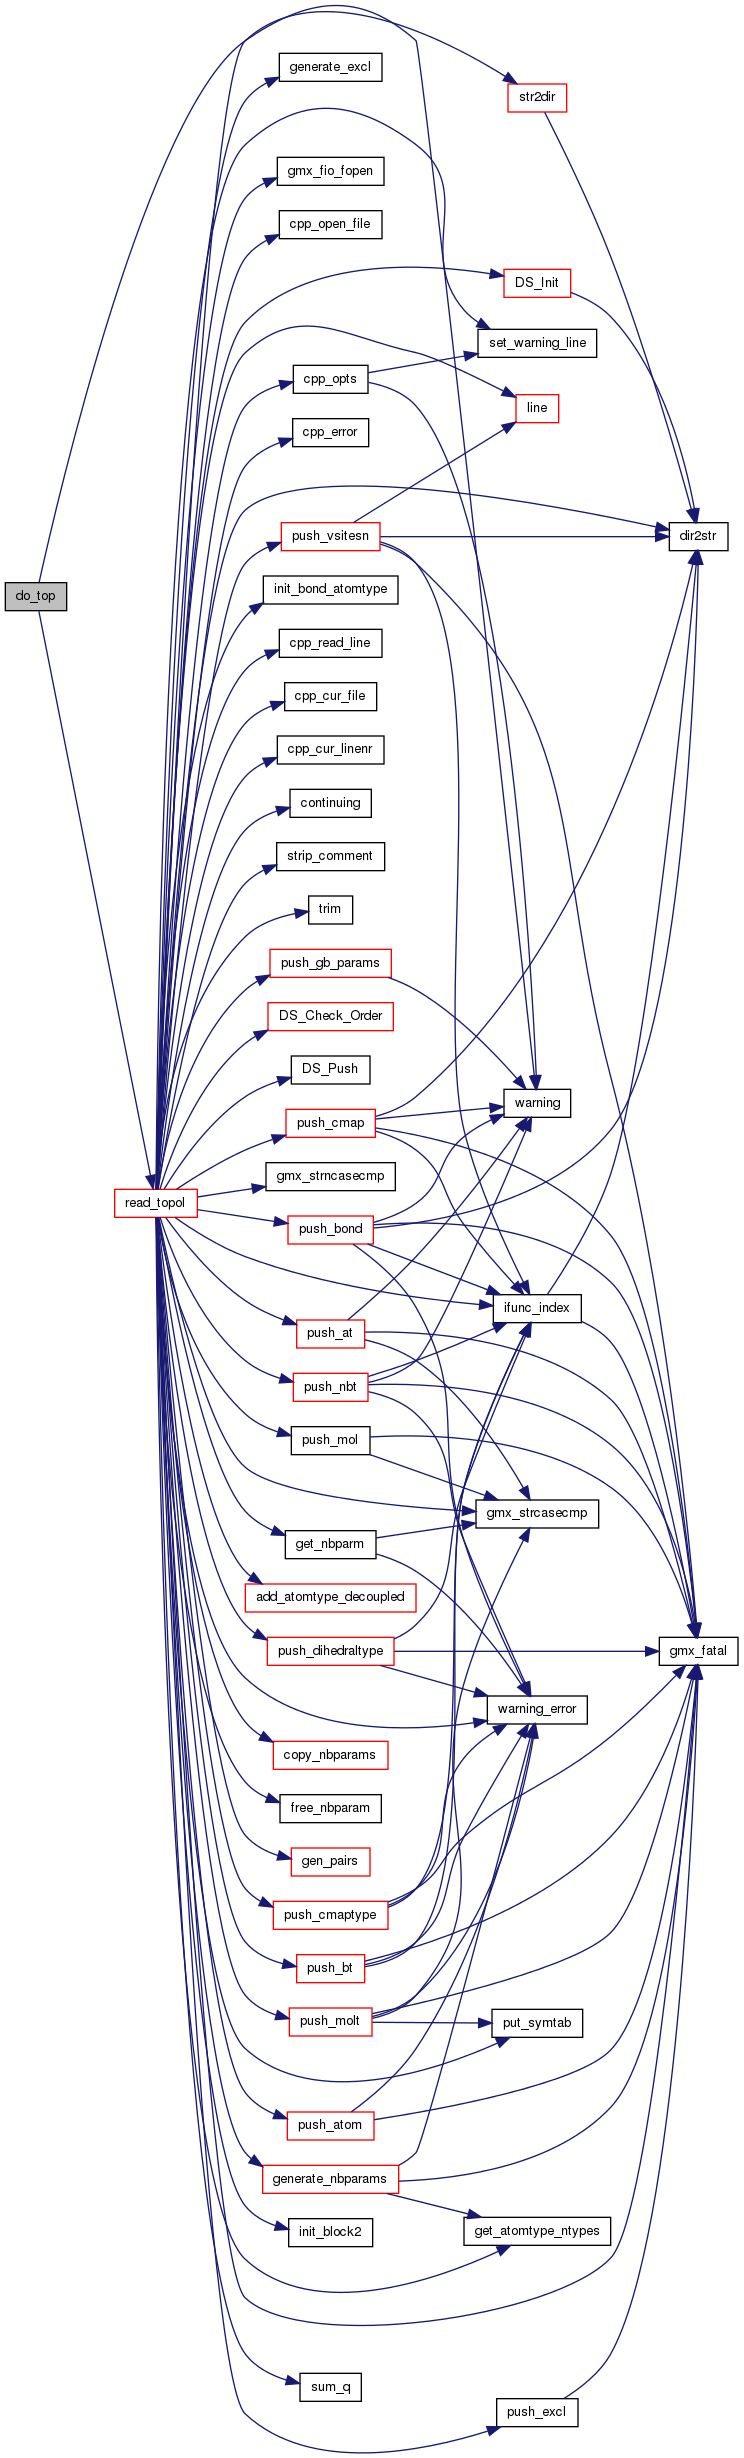 generate_excl
str2dir
gmx_fio_fopen
cpp_open_file
DS_Init
set_warning_line
cpp_opts
line
cpp_error
push_vsitesn
dir2str
init_bond_atomtype
do_top
cpp_read_line
cpp_cur_file
cpp_cur_linenr
continuing
strip_comment
trim
push_gb_params
DS_Check_Order
DS_Push
warning
push_cmap
gmx_strncasecmp
read_topol
push_bond
ifunc_index
push_at
push_nbt
push_mol
gmx_strcasecmp
get_nbparm
add_atomtype_decoupled
push_dihedraltype
gmx_fatal
warning_error
copy_nbparams
free_nbparam
gen_pairs
push_cmaptype
push_bt
push_molt
put_symtab
push_atom
generate_nbparams
init_block2
get_atomtype_ntypes
sum_q
push_excl